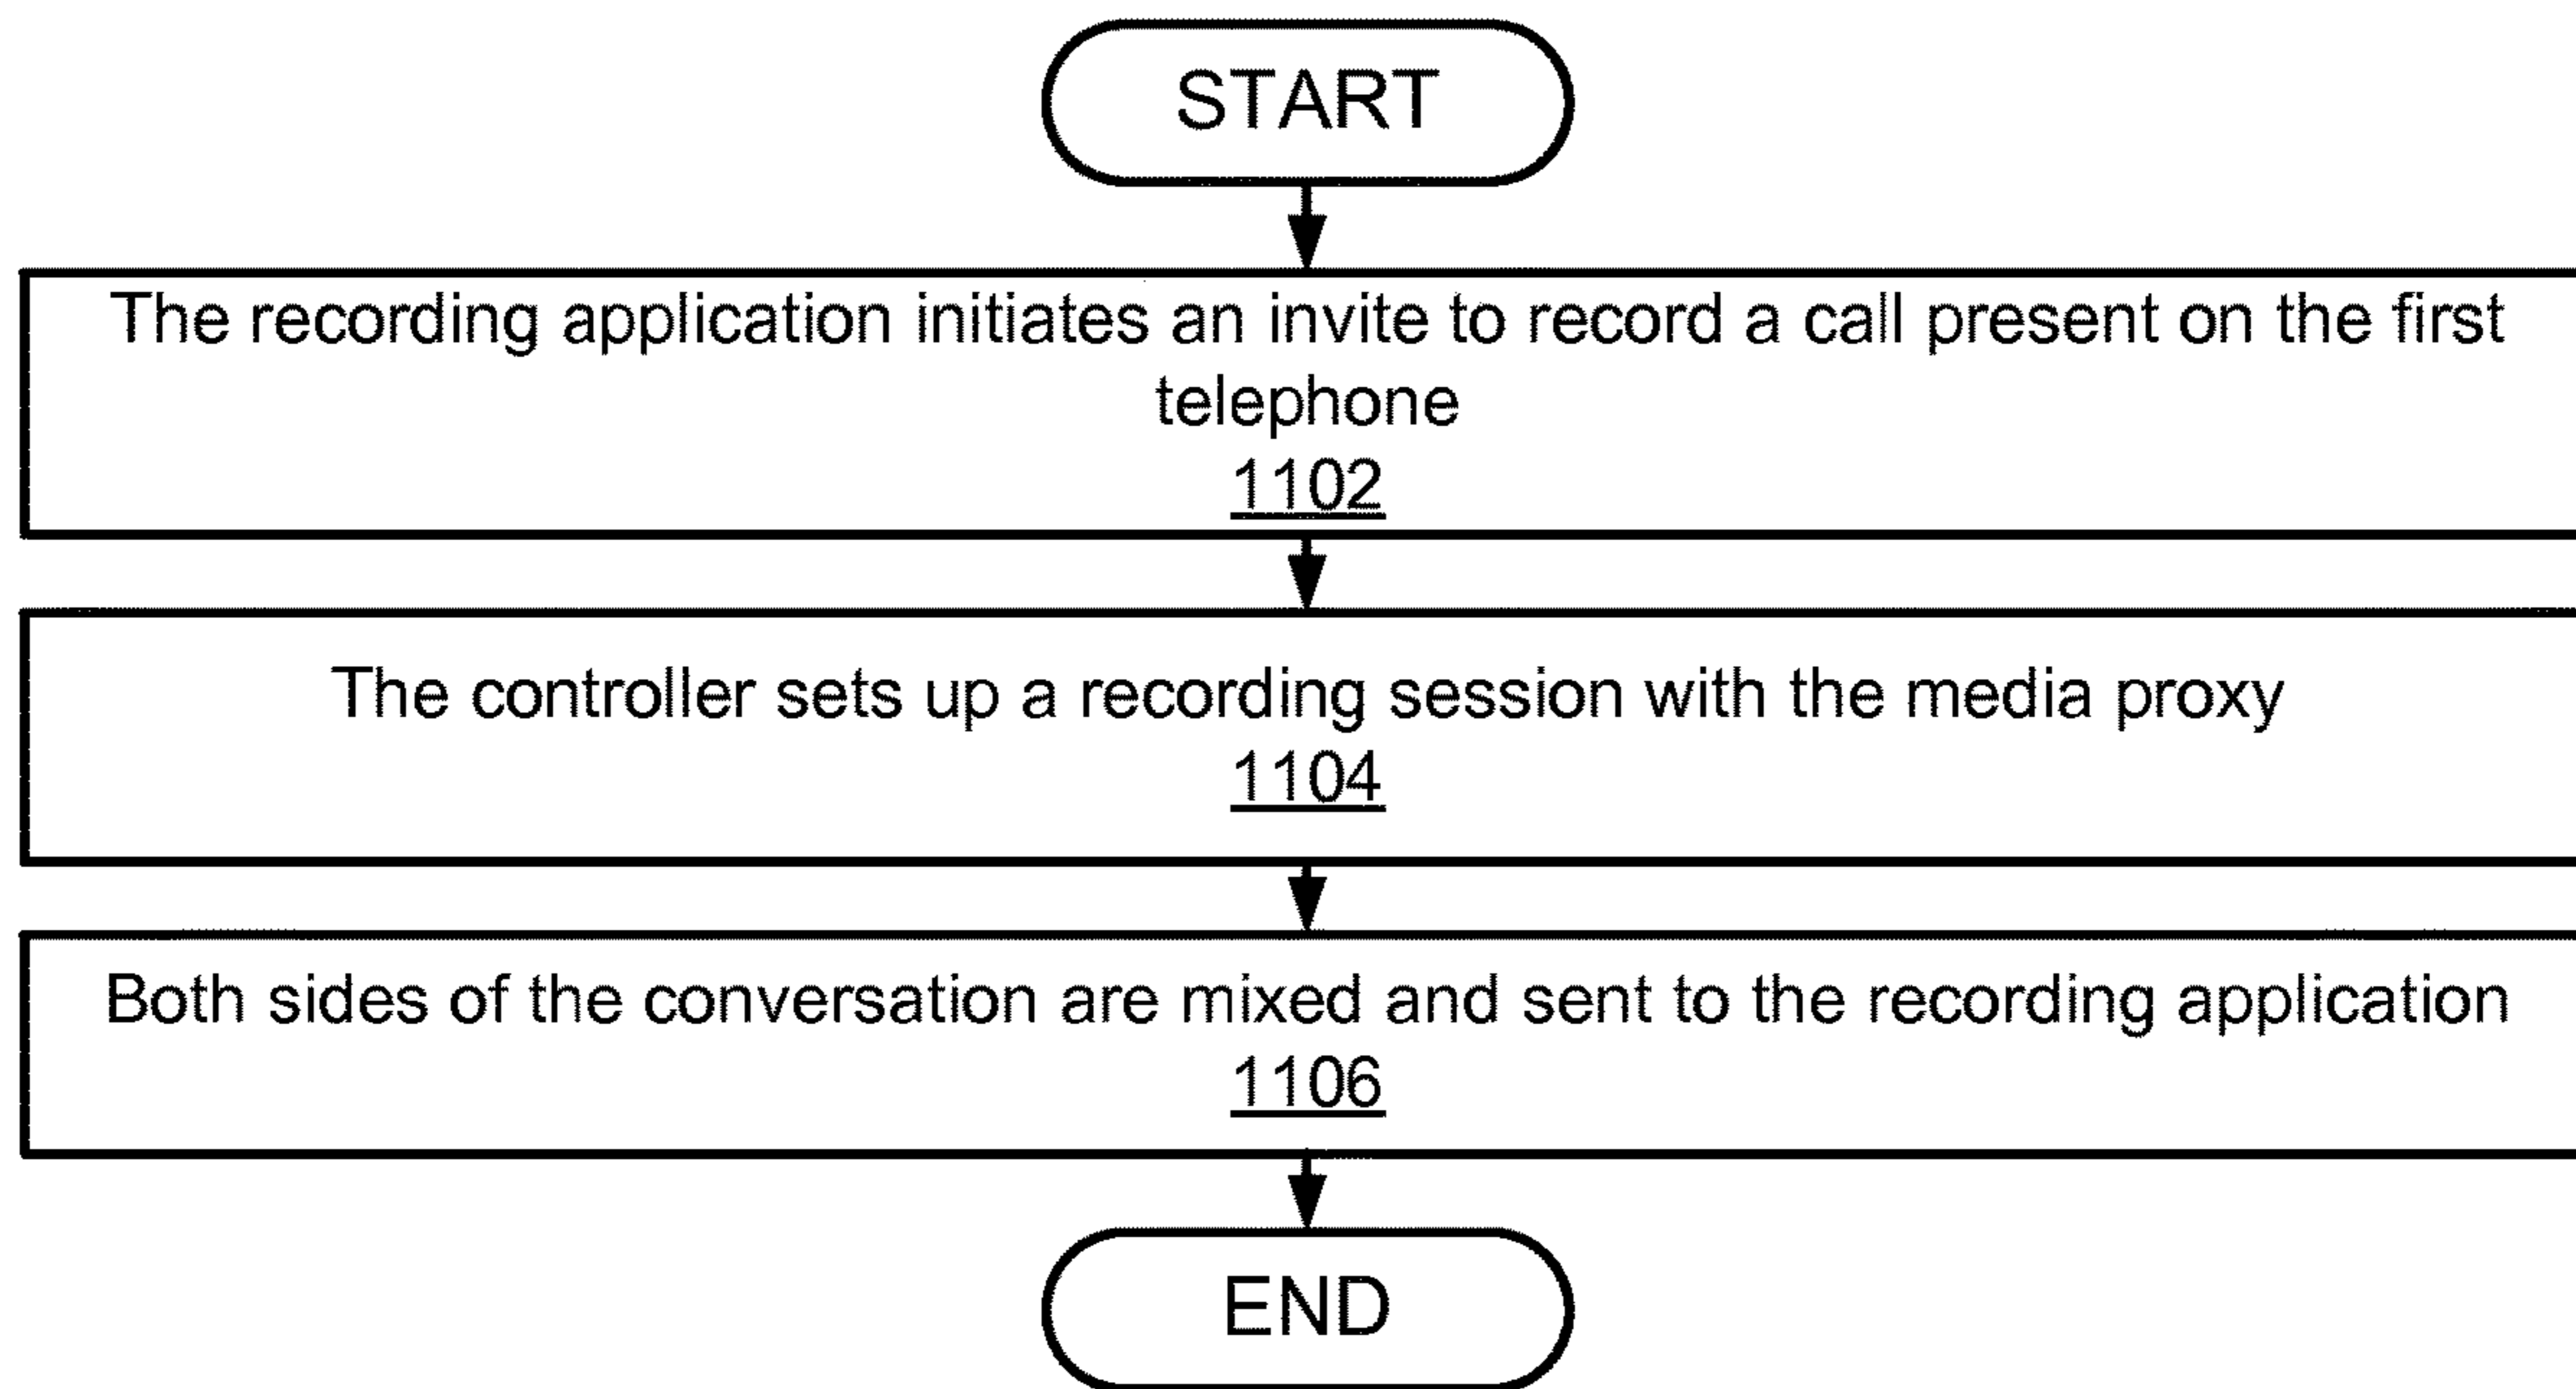 START
The recording application initiates an invite to record a call present on the first
telephone
1102
The controller sets up a recording session with the media proxy
1104
Both sides of the conversation are mixed and sent to the recording application
1106
END